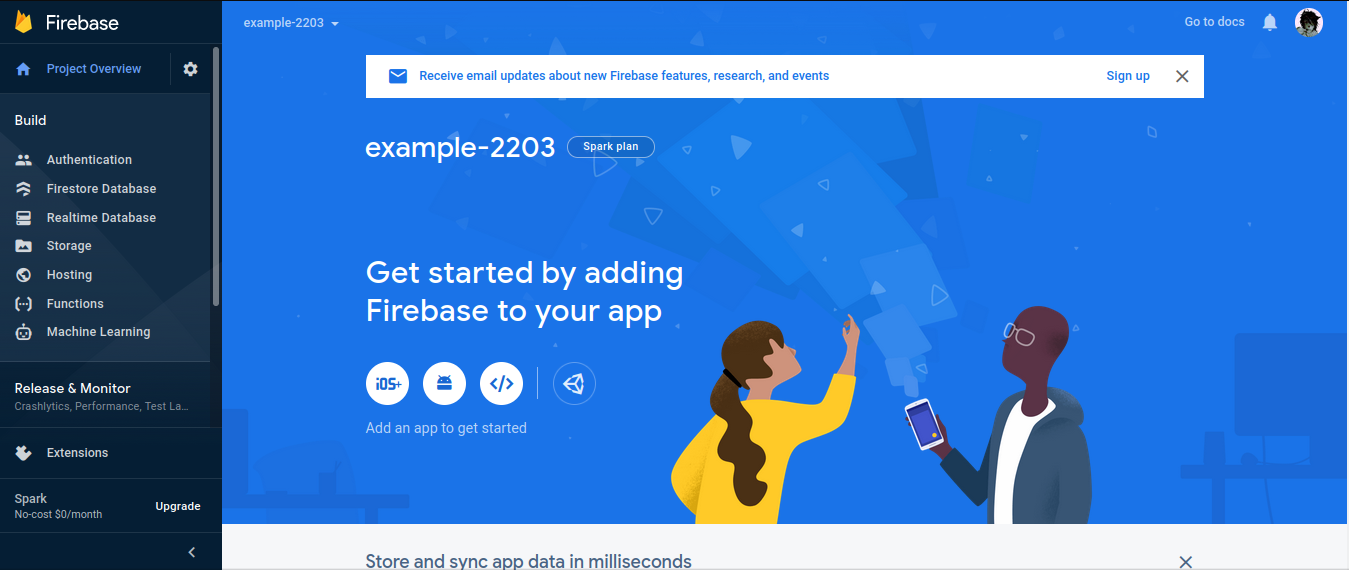 Firebase
example-2203
Go to docs
Project Overview
Receive email updates about new Firebase features, research, and events
Sign up
Build
Authentication
Firestore Database
Realtime Database
Storage
Hosting
Functions
Machine Learning
Release & Monitor
Crashlytics, Performance, Test La...
Extensions
Spark
No-cost $0/month
Upgrade
example-2203
Spark plan
Get started by adding
Firebase to your app
iOS+
</>
Add an app to get started
Store and sync app data in milliseconds